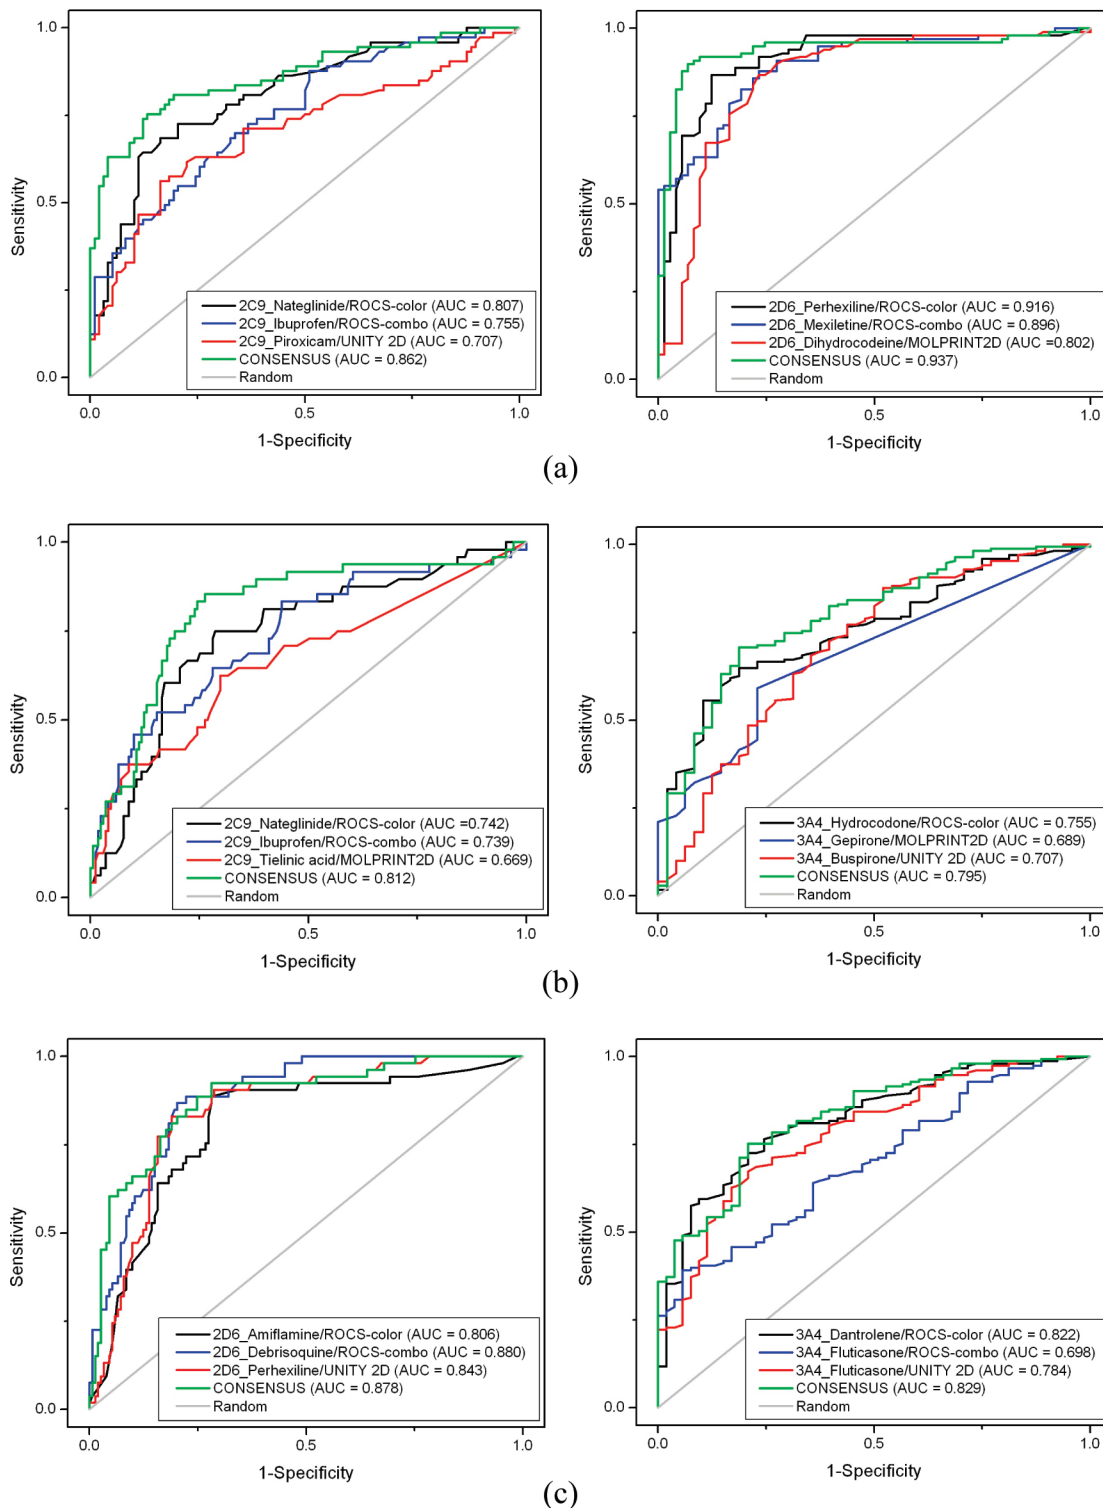 1.0
0.5
0.0
Sensitivity
2C9_Nateglinide/ROCS-color (AUC = 0.807)
2C9_Ibuprofen/ROCS-combo (AUC = 0.755)
2C9_Piroxicam/UNITY 2D (AUC = 0.707)
CONSENSUS (AUC = 0.862)
Random
0.0 0.5 1.0
1-Specificity
1.0
0.5
0.0
Sensitivity
2D6_Perhexiline/ROCS-color (AUC = 0.916)
2D6_Mexiletine/ROCS-combo (AUC = 0.896)
2D6_Dihydrocodeine/MOLPRINT2D (AUC =0.802)
CONSENSUS (AUC = 0.937)
Random
0.0 0.5 1.0
1-Specificity
(a)
1.0
0.5
0.0
Sensitivity
2C9_Nateglinide/ROCS-color (AUC =0.742)
2C9_Ibuprofen/ROCS-combo (AUC = 0.739)
2C9_Tielinic acid/MOLPRINT2D (AUC = 0.669)
CONSENSUS (AUC = 0.812)
Random
0.0 0.5 1.0
1-Specificity
1.0
0.5
0.0
Sensitivity
3A4_Hydrocodone/ROCS-color (AUC = 0.755)
3A4_Gepirone/MOLPRINT2D (AUC = 0.689)
3A4_Buspirone/UNITY 2D (AUC = 0.707)
CONSENSUS (AUC = 0.795)
Random
0.0 0.5 1.0
1-Specificity
(b)
1.0
0.5
0.0
Sensitivity
2D6_Amiflamine/ROCS-color (AUC = 0.806)
2D6_Debrisoquine/ROCS-combo (AUC = 0.880)
2D6_Perhexiline/UNITY 2D (AUC = 0.843)
CONSENSUS (AUC = 0.878)
Random
0.0 0.5 1.0
1-Specificity
1.0
0.5
0.0
Sensitivity
3A4_Dantrolene/ROCS-color (AUC = 0.822)
3A4_Fluticasone/ROCS-combo (AUC = 0.698)
3A4_Fluticasone/UNITY 2D (AUC = 0.784)
CONSENSUS (AUC = 0.829)
Random
0.0 0.5 1.0
1-Specificity
(c)